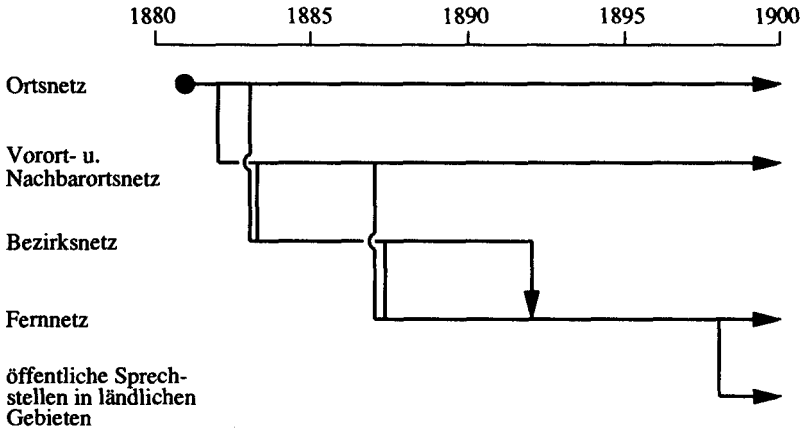 1880 1885 1890 1895 1900
Ortsnetz
Vorort- u.
Nachbarortsnetz
Bezirksnetz
Fernnetz
öffentliche Sprech-
stellen in ländlichen
Gebieten